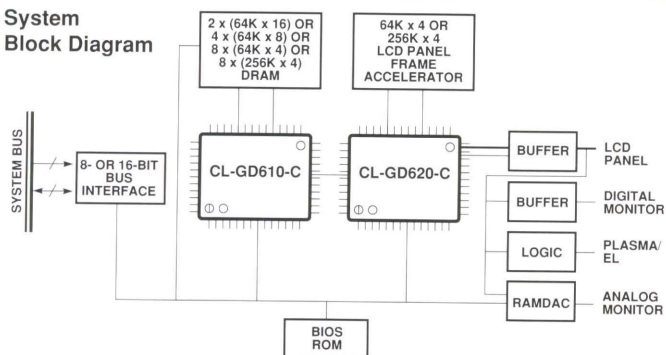 System
Block Diagram
2 x (64K x 16) OR
4 x (64K x 8) OR
8 x (64K x 4) OR
8 x (256K x 4)
DRAM
64K x 4 OR
256K x 4
LCD PANEL
FRAME
ACCELERATOR
SYSTEM BUS
8- OR 16-BIT
BUS
INTERFACE
CL-GD610-C
CL-GD620-C
BUFFER
LCD
PANEL
BUFFER
DIGITAL
MONITOR
LOGIC
PLASMA/
EL
RAMDAC
ANALOG
MONITOR
BIOS
ROM